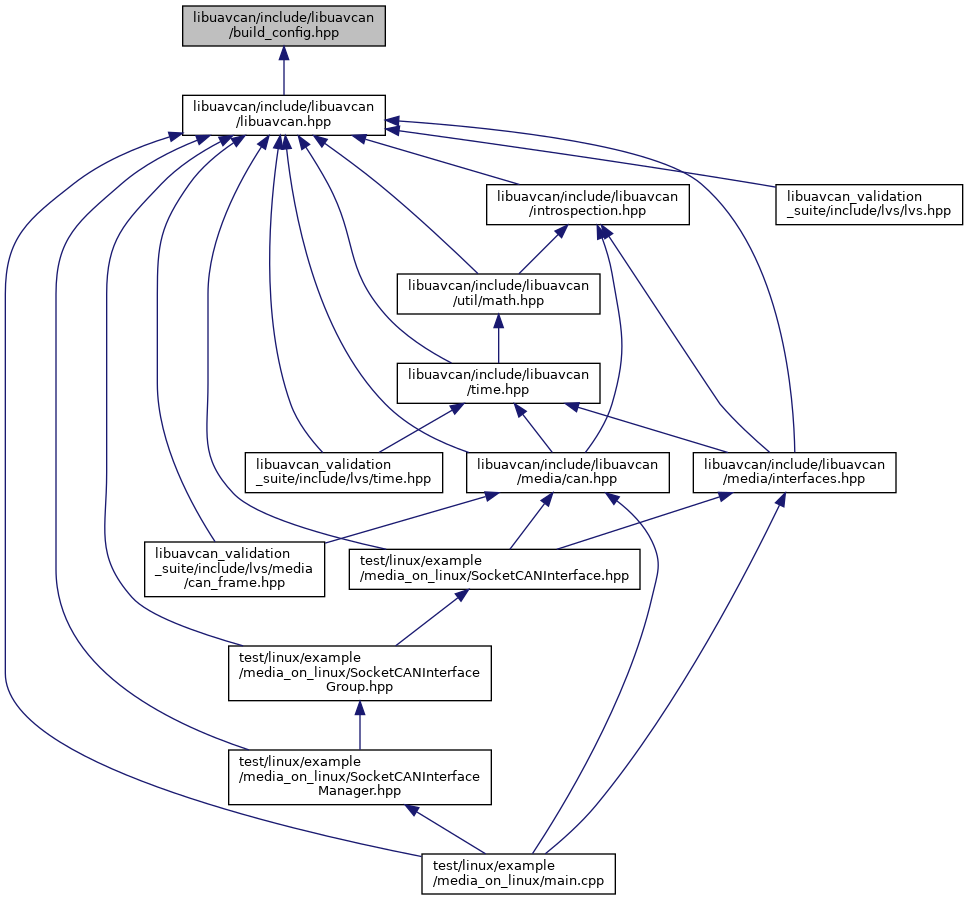 libuavcan/include/libuavcan
/build_config.hpp
libuavcan/include/libuavcan
/libuavcan.hpp
libuavcan/include/libuavcan
/introspection.hpp
libuavcan_validation
_suite/include/lvs/lvs.hpp
libuavcan/include/libuavcan
/util/math.hpp
libuavcan/include/libuavcan
/time.hpp
libuavcan_validation
_suite/include/lvs/time.hpp
libuavcan/include/libuavcan
/media/can.hpp
libuavcan/include/libuavcan
/media/interfaces.hpp
libuavcan_validation
_suite/include/lvs/media
/can_frame.hpp
test/linux/example
/media_on_linux/SocketCANInterface.hpp
test/linux/example
/media_on_linux/SocketCANInterface
Group.hpp
test/linux/example
/media_on_linux/SocketCANInterface
Manager.hpp
test/linux/example
/media_on_linux/main.cpp